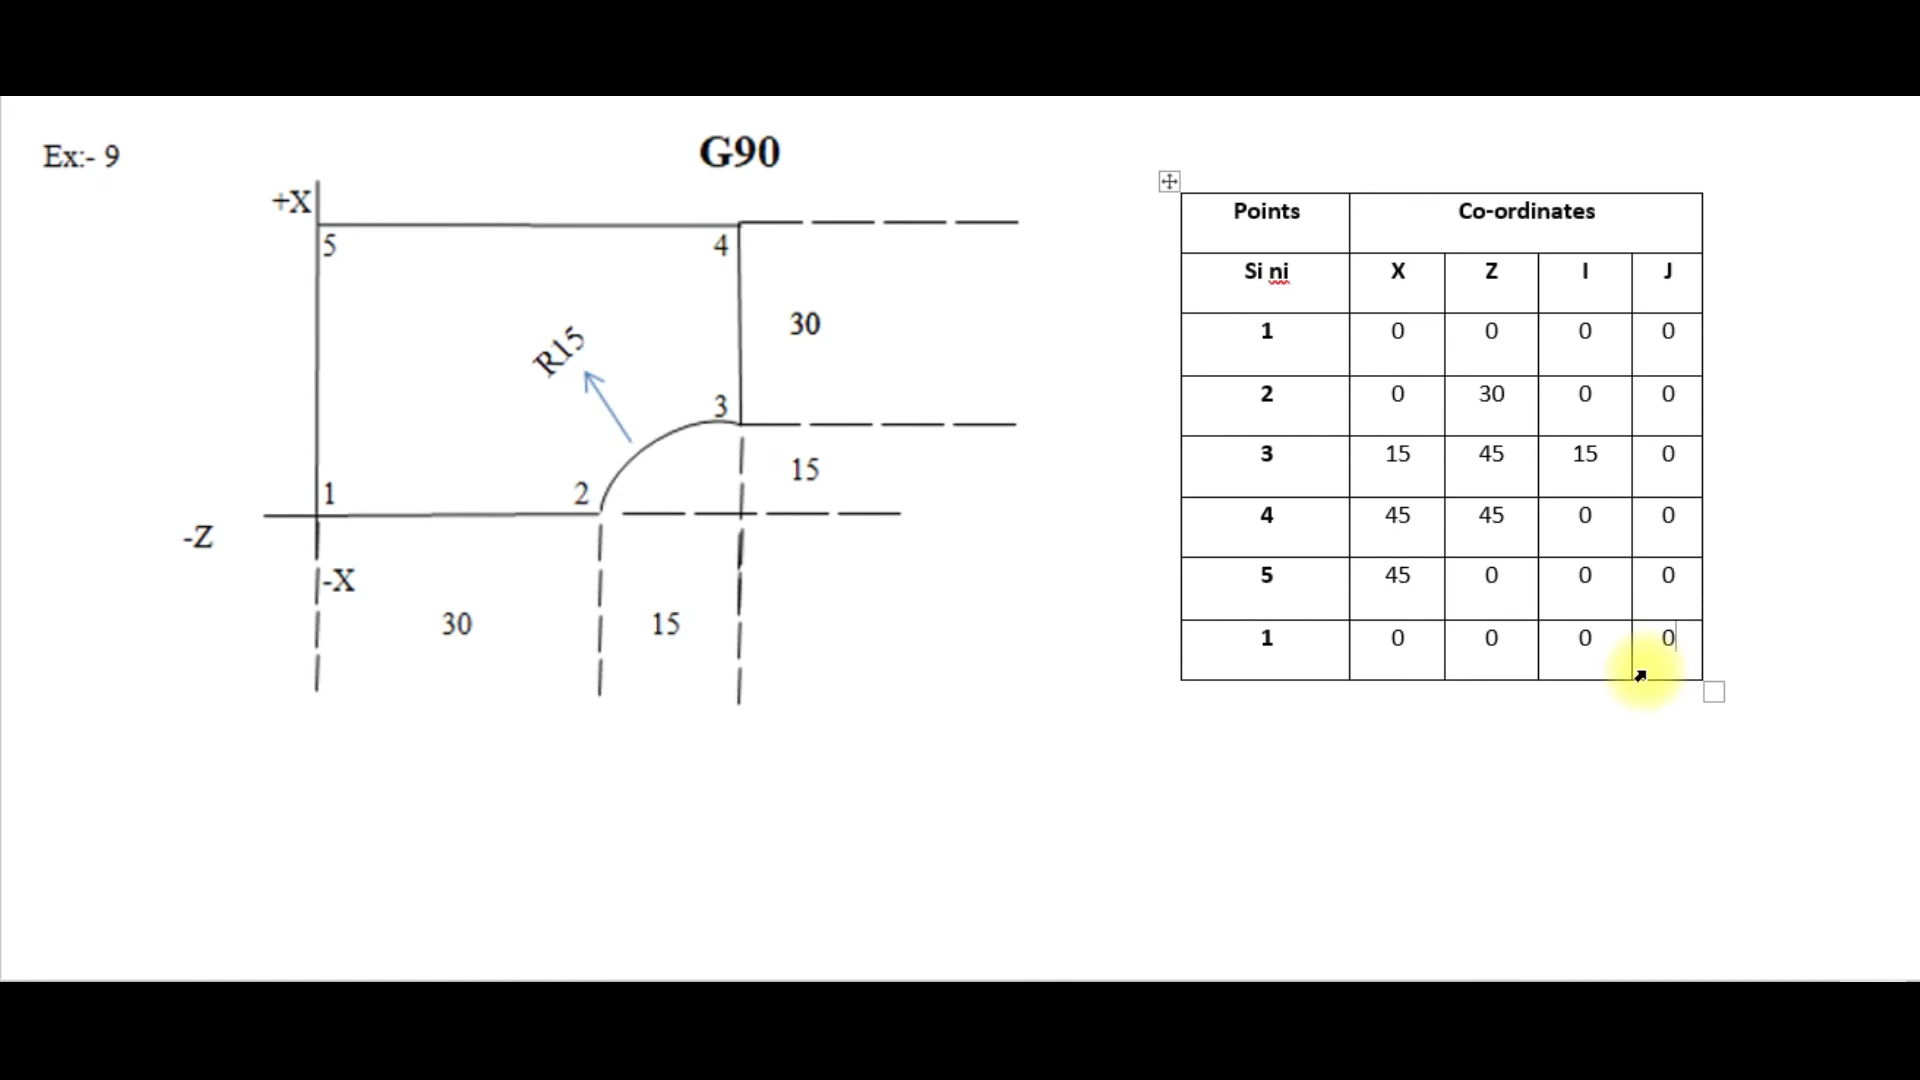 Ex:- 9
G90
+X
5
4
30
R15
3
15
1
2
-Z
-X
30
15
Points Co-ordinates
Si ni X Z I J
1 0 0 0 0
2 0 30 0 0
3 15 45 15 0
4 45 45 0 0
5 45 0 0 0
1 0 0 0 0